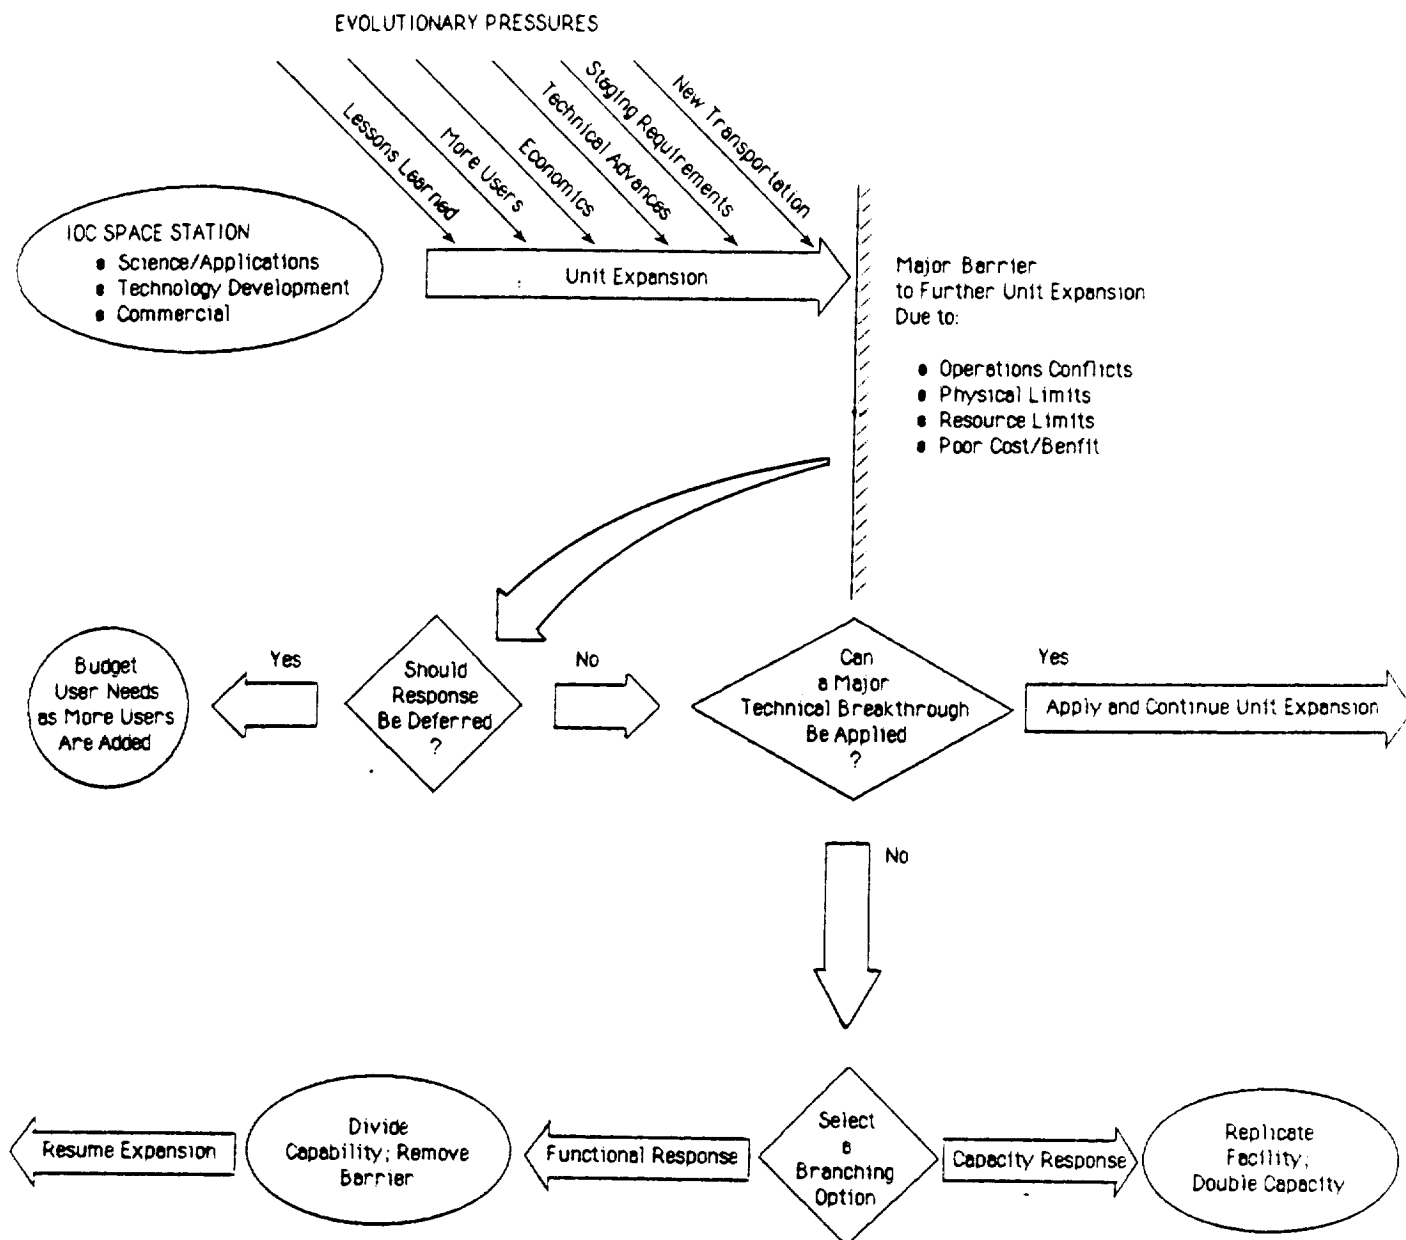 EVOLUTIONARY PRESSURES
Lessons Learned
More Users
Economics
Technical Advances
Staging Requirements
New Transportation
IOC SPACE STATION
• Science/Applications
• Technology Development
• Commercial
Unit Expansion
Major Barrier
to Further Unit Expansion
Due to:
• Operations Conflicts
• Physical Limits
• Resource Limits
• Poor Cost/Benfit
Budget
User Needs
as More Users
Are Added
Yes
Should
Response
Be Deferred
?
No
Can
a Major
Technical Breakthrough
Be Applied
?
Yes
Apply and Continue Unit Expansion
No
Resume Expansion
Divide
Capability; Remove
Barrier
Functional Response
Select
a
Branching
Option
Capacity Response
Replicate
Facility;
Double Capacity